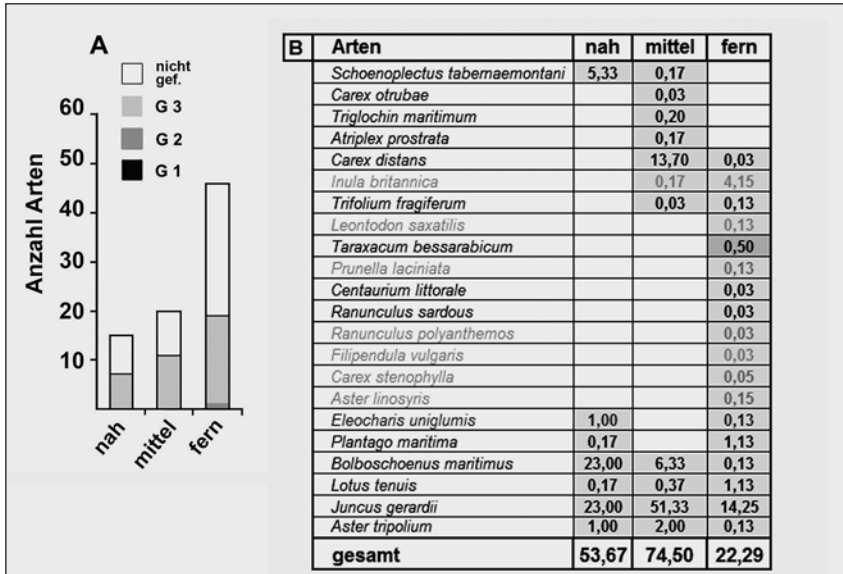 A
nicht
gef.
G 3
G 2
G 1
Anzahl Arten
60
50
40
30
20
10
nah
mittel
fern
B Arten nah mittel fern
Schoenoplectus tabernaemontani 5,33 0,17
Carex otrubae 0,03
Triglochin maritimum 0,20
Atriplex prostrata 0,17
Carex distans 13,70 0,03
Inula britannica 0,17 4,15
Trifolium fragiferum 0,03 0,13
Leontodon saxatilis 0,13
Taraxacum bessarabicum 0,50
Prunella laciniata 0,13
Centaurium littorale 0,03
Ranunculus sardous 0,03
Ranunculus polyanthemos 0,03
Filipendula vulgaris 0,03
Carex stenophylla 0,05
Aster linosyris 0,15
Eleocharis uniglumis 1,00 0,13
Plantago maritima 0,17 1,13
Bolboschoenus maritimus 23,00 6,33 0,13
Lotus tenuis 0,17 0,37 1,13
Juncus gerardii 23,00 51,33 14,25
Aster tripolium 1,00 2,00 0,13
gesamt 53,67 74,50 22,29